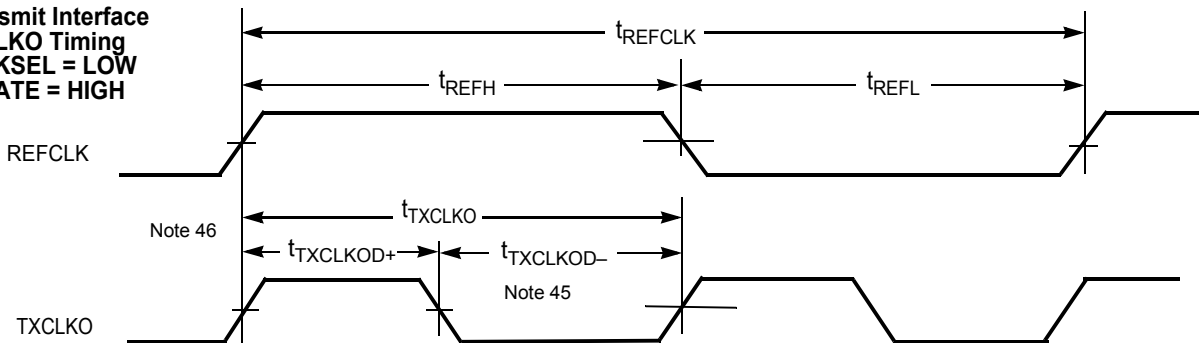 smit Interface
LKO Timing
KSEL = LOW
ATE = HIGH
tREFCLK
tREFH
tREFL
REFCLK
Note 46
tTXCLKO
tTXCLKOD+
tTXCLKOD–
Note 45
TXCLKO